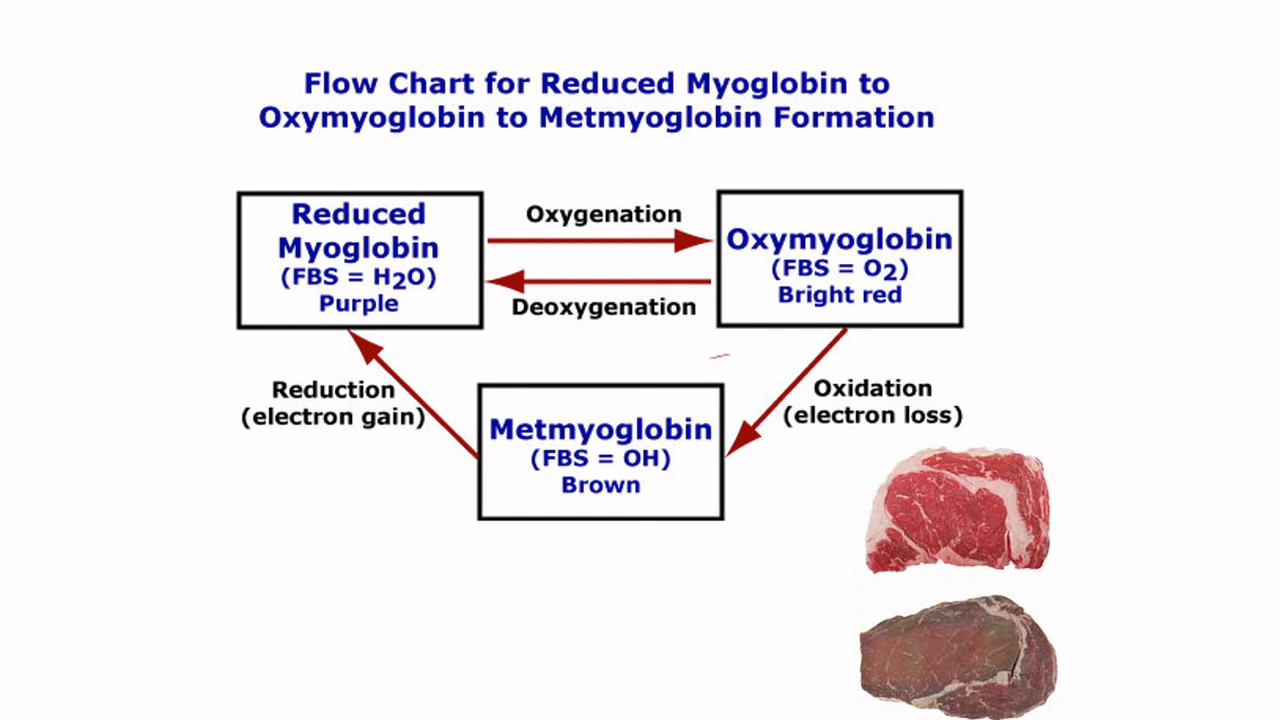 Flow Chart for Reduced Myoglobin to
Oxymyoglobin to Metmyoglobin Formation
Reduced
Myoglobin
(FBS = H2O)
Purple
Oxygenation
Deoxygenation
Oxymyoglobin
(FBS = O2)
Bright red
Reduction
(electron gain)
Oxidation
(electron loss)
Metmyoglobin
(FBS = OH)
Brown